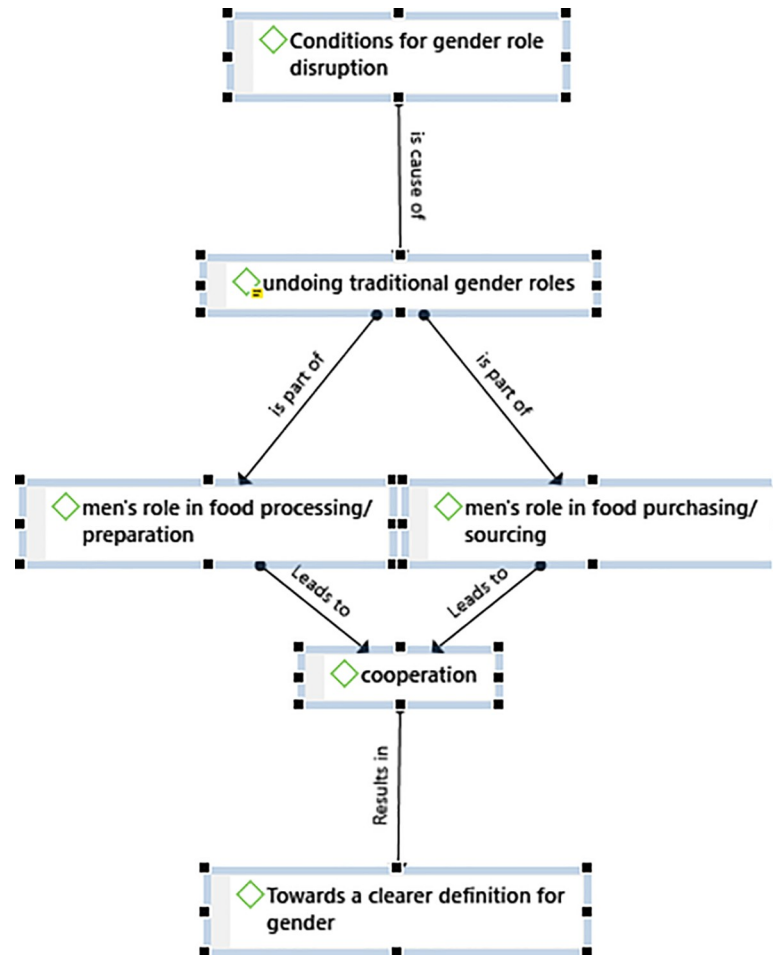 Conditions for gender role
disruption
is cause of
undoing traditional gender roles
is part of
is part of
men's role in food processing/
preparation
men's role in food purchasing/
sourcing
Leads to
Leads to
cooperation
Results in
Towards a clearer definition for
gender